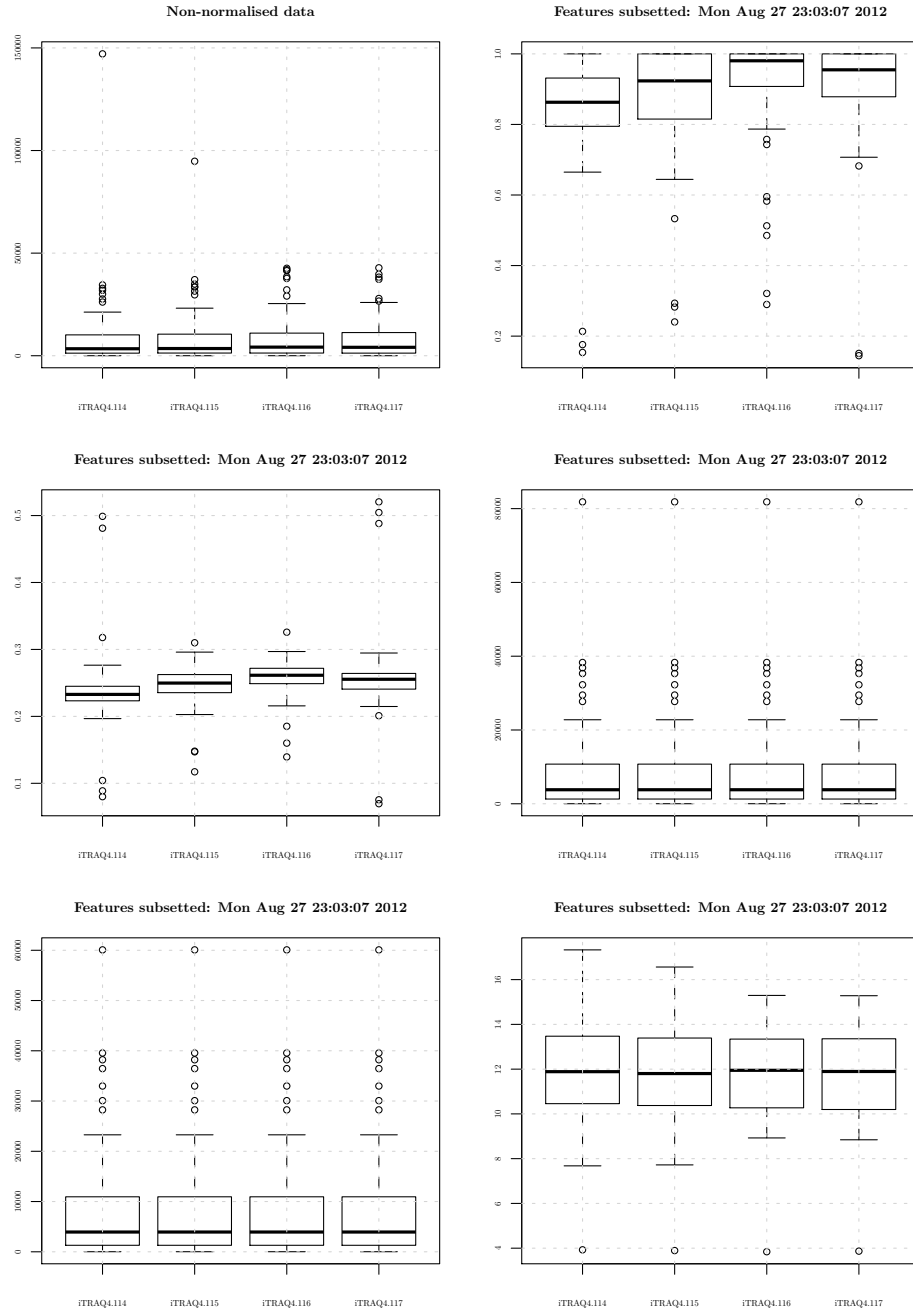 Non-normalised data
150000
100000
50000
0
iTRAQ4.114 iTRAQ4.115 iTRAQ4.116 iTRAQ4.117
Features subsetted: Mon Aug 27 23:03:07 2012
1.0
0.8
0.6
0.4
0.2
iTRAQ4.114 iTRAQ4.115 iTRAQ4.116 iTRAQ4.117
Features subsetted: Mon Aug 27 23:03:07 2012
0.5
0.4
0.3
0.2
0.1
iTRAQ4.114 iTRAQ4.115 iTRAQ4.116 iTRAQ4.117
Features subsetted: Mon Aug 27 23:03:07 2012
80000
60000
40000
20000
0
iTRAQ4.114 iTRAQ4.115 iTRAQ4.116 iTRAQ4.117
Features subsetted: Mon Aug 27 23:03:07 2012
60000
50000
40000
30000
20000
10000
0
iTRAQ4.114 iTRAQ4.115 iTRAQ4.116 iTRAQ4.117
Features subsetted: Mon Aug 27 23:03:07 2012
16
14
12
10
8
6
4
iTRAQ4.114 iTRAQ4.115 iTRAQ4.116 iTRAQ4.117